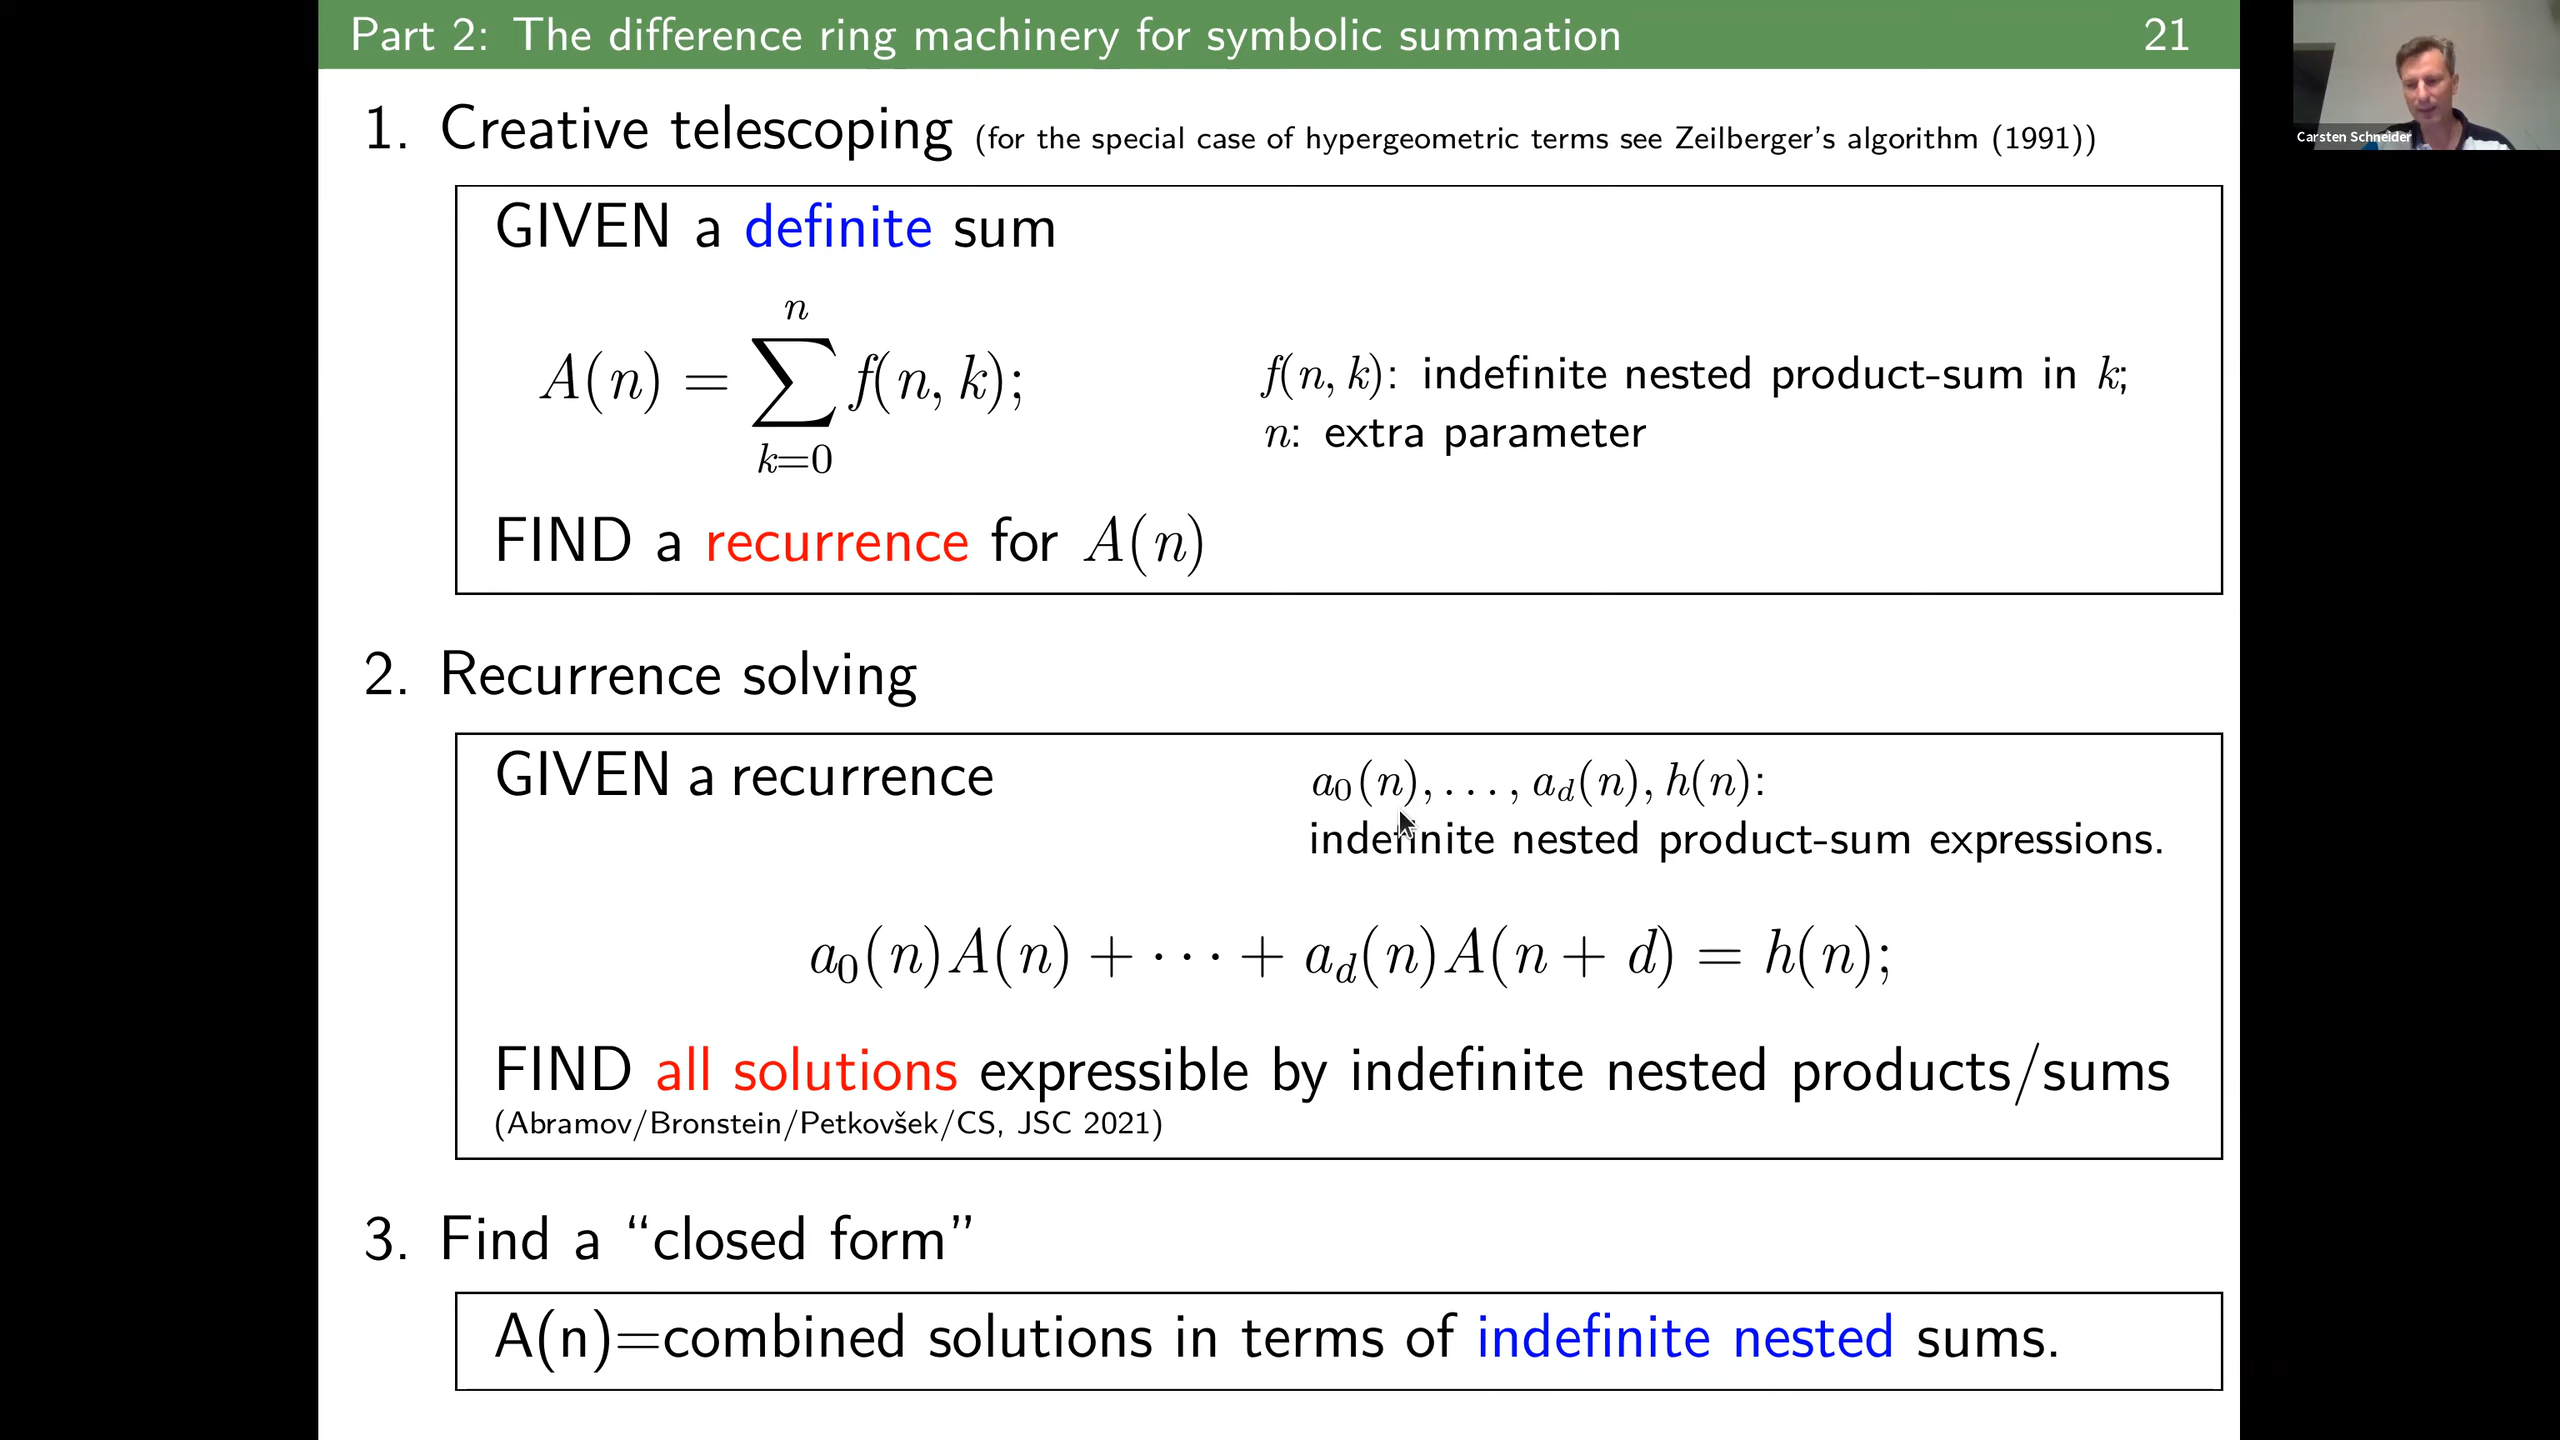 Part 2: The difference ring machinery for symbolic summation 21
Carsten Schneider
1. Creative telescoping (for the special case of hypergeometric terms see Zeilberger's algorithm (1991))
GIVEN a definite sum
n
A(n) = ∑ f(n, k);
k=0
f(n, k): indefinite nested product-sum in k;
n: extra parameter
FIND a recurrence for A(n)
2. Recurrence solving
GIVEN a recurrence
a₀(n), . . . , a_d(n), h(n):
indefinite nested product-sum expressions.
a₀(n)A(n) + · · · + a_d(n)A(n + d) = h(n);
FIND all solutions expressible by indefinite nested products/sums
(Abramov/Bronstein/Petkovšek/CS, JSC 2021)
3. Find a “closed form”
A(n)=combined solutions in terms of indefinite nested sums.